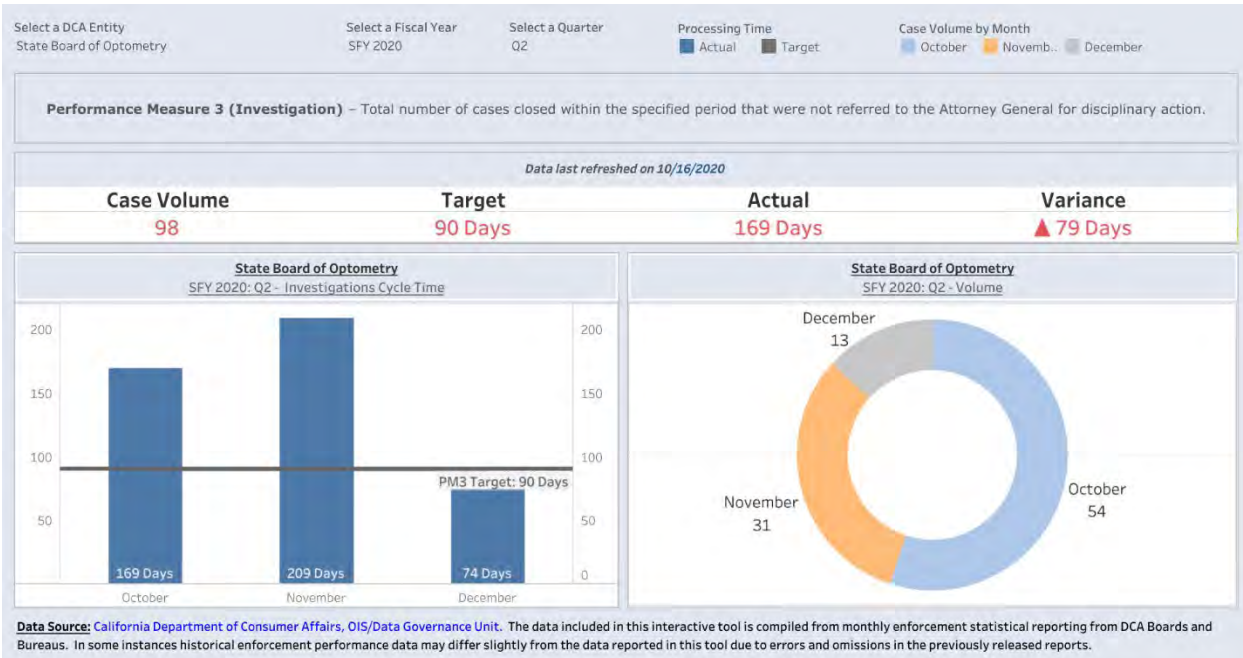 Select a DCA Entity
State Board of Optometry
Select a Fiscal Year
SFY 2020
Select a Quarter
Q2
Processing Time
Actual
Target
Case Volume by Month
October
Novemb..
December
Performance Measure 3 (Investigation) – Total number of cases closed within the specified period that were not referred to the Attorney General for disciplinary action.
Data last refreshed on 10/16/2020
Case Volume
98
Target
90 Days
Actual
169 Days
Variance
▲ 79 Days
State Board of Optometry
SFY 2020: Q2 - Investigations Cycle Time
200
150
100
50
200
150
100
50
0
PM3 Target: 90 Days
169 Days
209 Days
74 Days
October
November
December
State Board of Optometry
SFY 2020: Q2 - Volume
December
13
November
31
October
54
Data Source: California Department of Consumer Affairs, OIS/Data Governance Unit. The data included in this interactive tool is compiled from monthly enforcement statistical reporting from DCA Boards and
Bureaus. In some instances historical enforcement performance data may differ slightly from the data reported in this tool due to errors and omissions in the previously released reports.